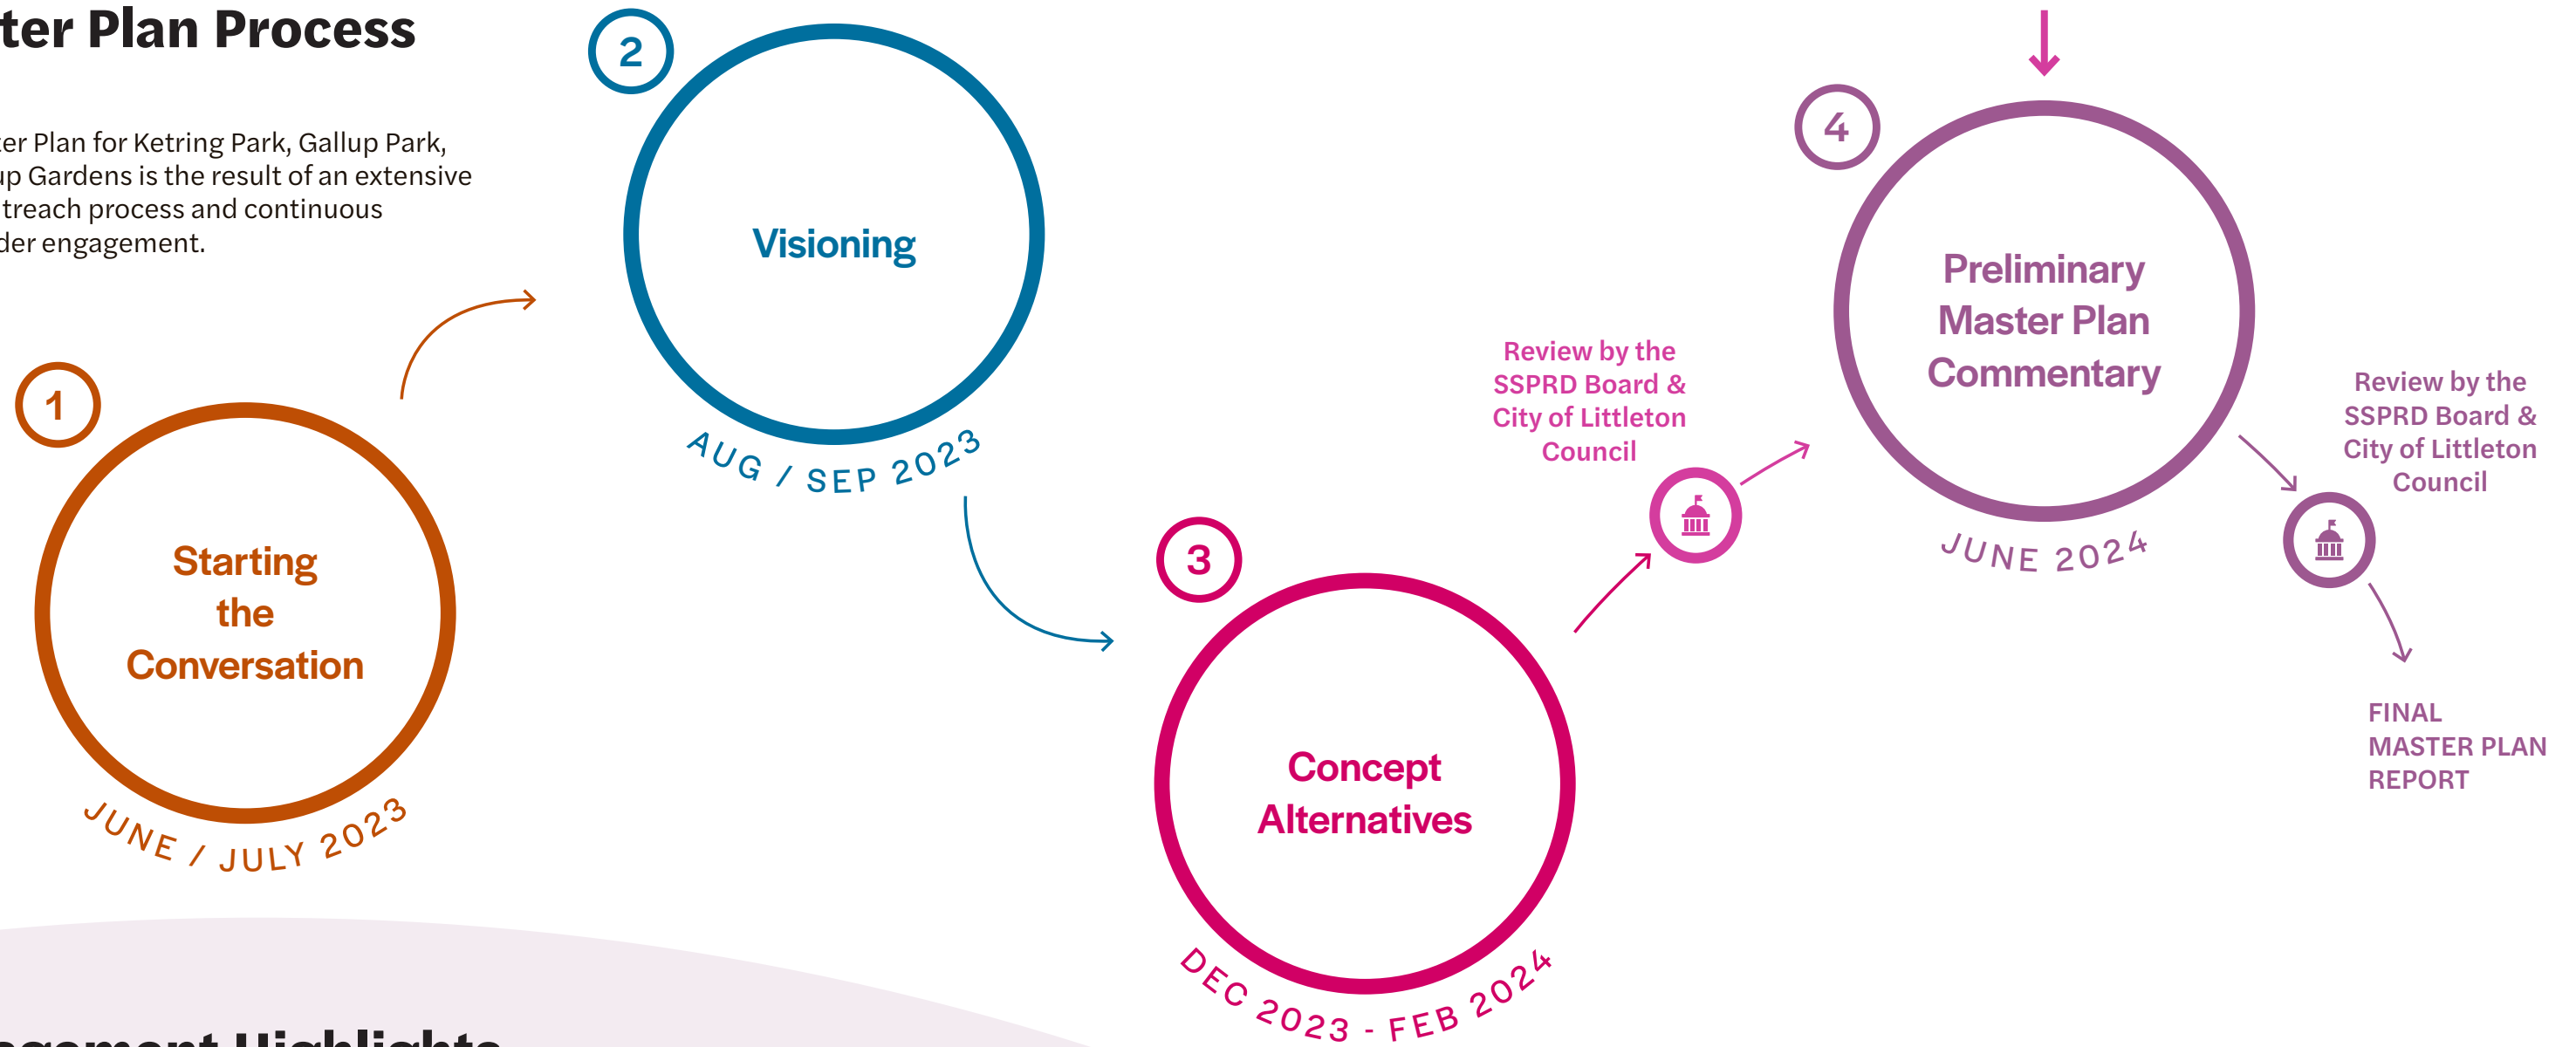 ter Plan Process
er Plan for Ketring Park, Gallup Park,
up Gardens is the result of an extensive
treach process and continuous
der engagement.
1
Starting
the
Conversation
JUNE / JULY 2023
2
Visioning
AUG / SEP 2023
3
Concept
Alternatives
DEC 2023 - FEB 2024
Review by the
SSPRD Board &
City of Littleton
Council
4
Preliminary
Master Plan
Commentary
JUNE 2024
Review by the
SSPRD Board &
City of Littleton
Council
FINAL
MASTER PLAN
REPORT
agement Highlights